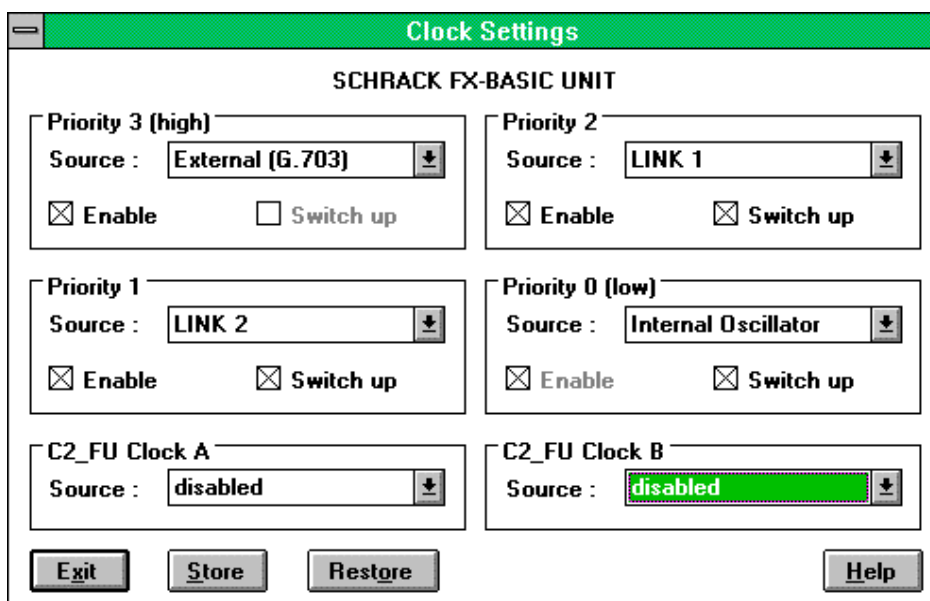 Clock Settings
SCHRACK FX-BASIC UNIT
Priority 3 (high)
Source : External (G.703)
Enable Switch up
Priority 2
Source : LINK 1
Enable Switch up
Priority 1
Source : LINK 2
Enable Switch up
Priority 0 (low)
Source : Internal Oscillator
Enable Switch up
C2_FU Clock A
Source : disabled
C2_FU Clock B
Source : disabled
Exit Store Restore Help